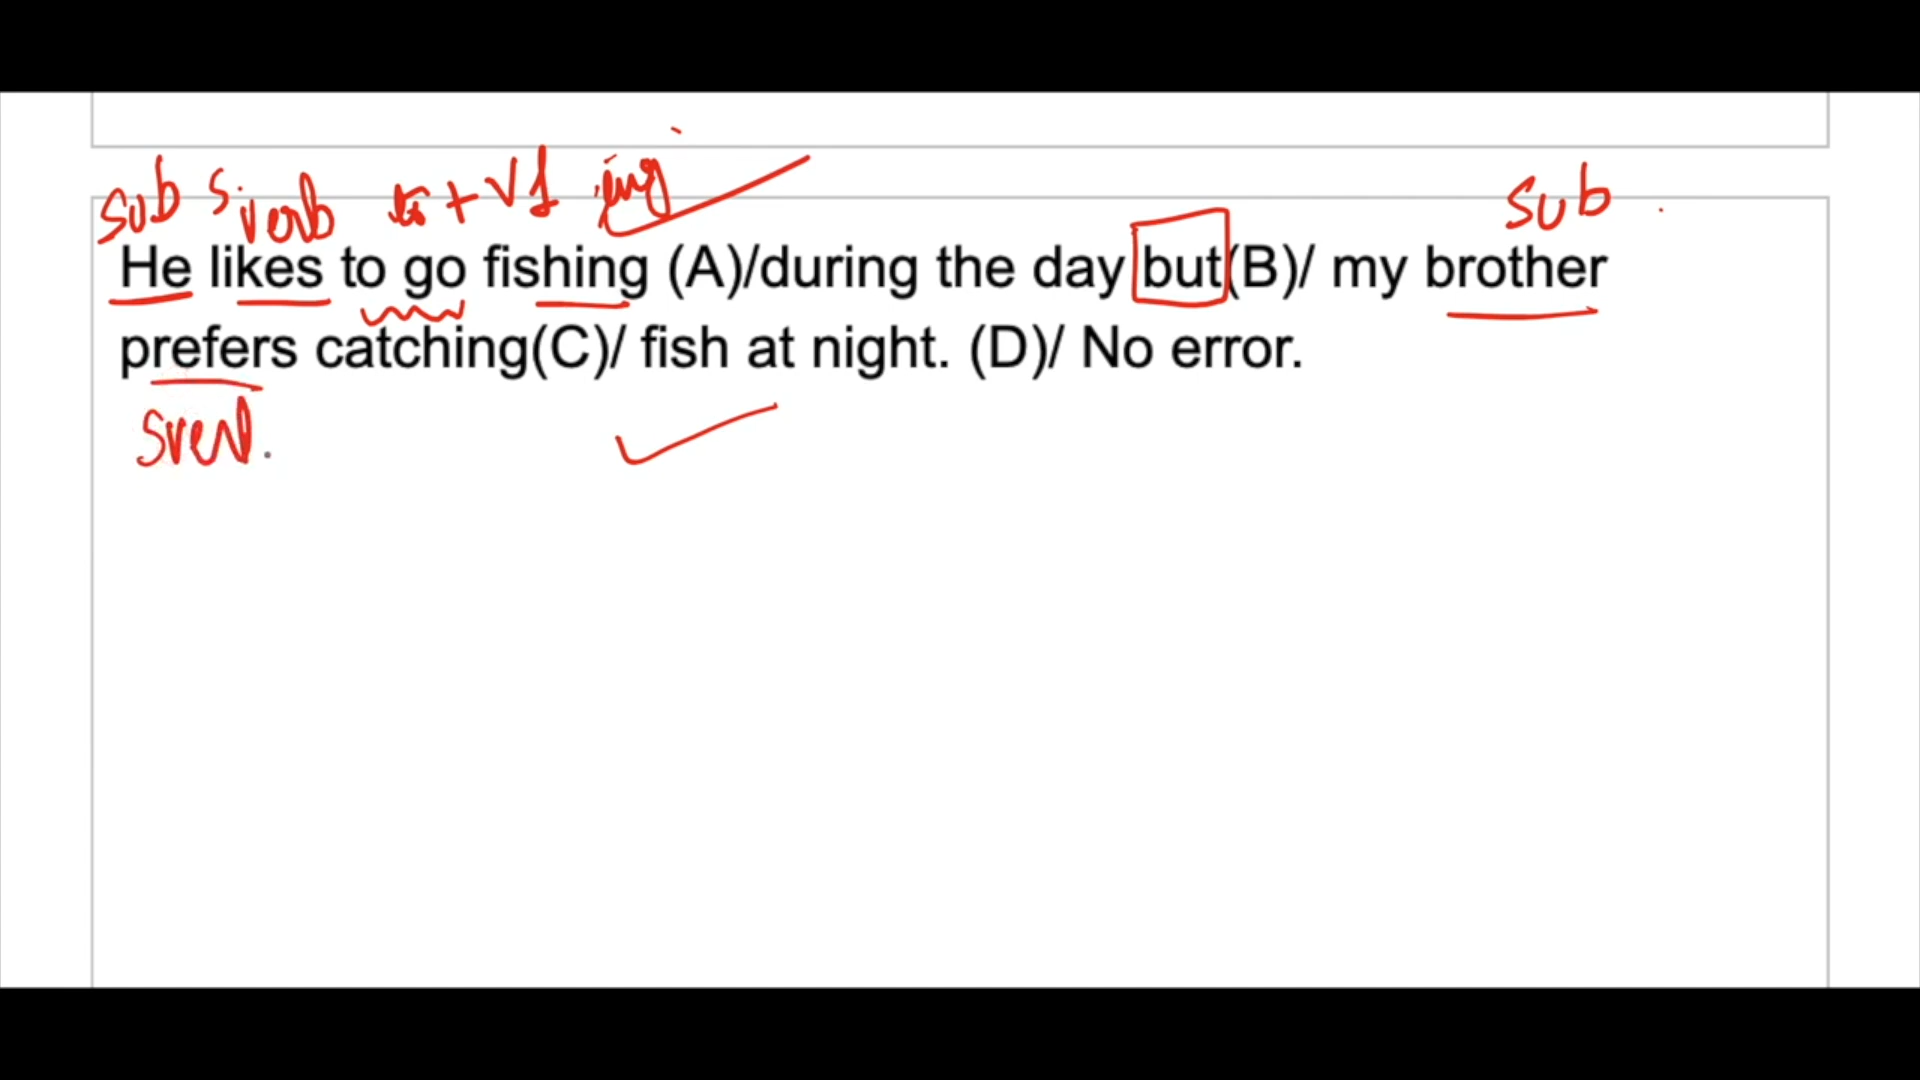 sub s. verb to + V1 ing
sub
He likes to go fishing (A)/during the day but(B)/ my brother
prefers catching(C)/ fish at night. (D)/ No error.